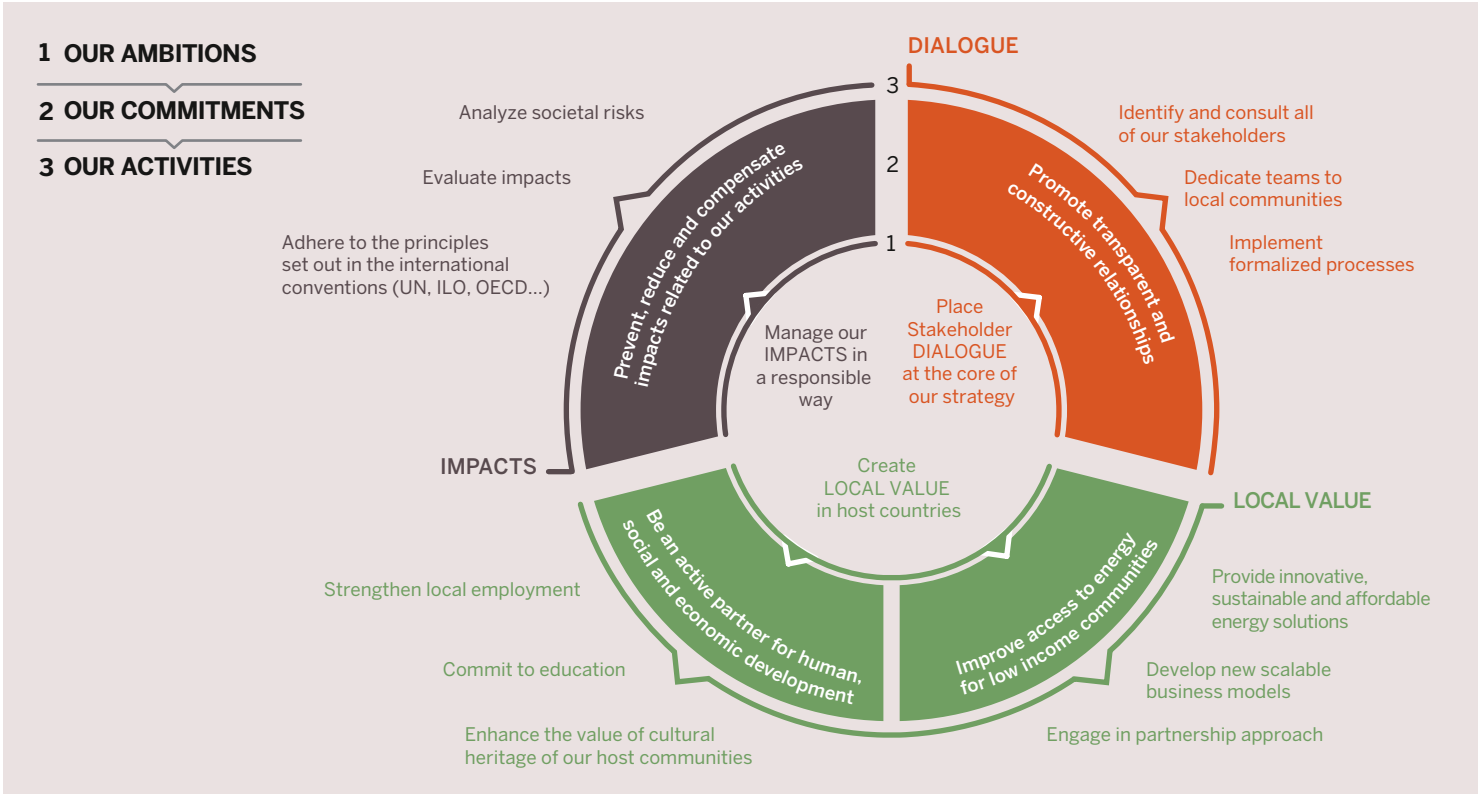 1 OUR AMBITIONS
2 OUR COMMITMENTS
3 OUR ACTIVITIES
DIALOGUE
3
2
1
Identify and consult all
of our stakeholders
Dedicate teams to
local communities
Implement
formalized processes
Promote transparent and
constructive relationships
Place
Stakeholder
DIALOGUE
at the core of
our strategy
Analyze societal risks
Evaluate impacts
Adhere to the principles
set out in the international
conventions (UN, ILO, OECD...)
Prevent, reduce and compensate
impacts related to our activities
Manage our
IMPACTS in
a responsible
way
IMPACTS
Create
LOCAL VALUE
in host countries
LOCAL VALUE
Be an active partner for human,
social and economic development
Improve access to energy
for low income communities
Strengthen local employment
Commit to education
Enhance the value of cultural
heritage of our host communities
Provide innovative,
sustainable and affordable
energy solutions
Develop new scalable
business models
Engage in partnership approach